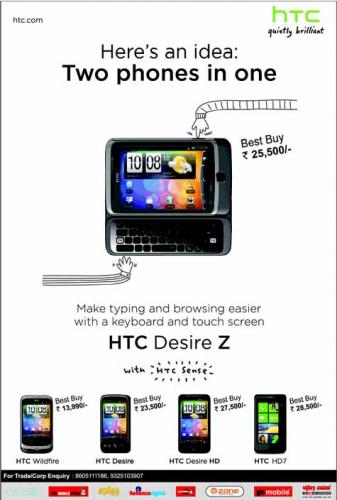 htc.com
hTC
quietly brilliant
Here's an idea:
Two phones in one
Best Buy
₹ 25,500/-
Make typing and browsing easier
with a keyboard and touch screen
HTC Desire Z
with HTC Sense
Best Buy
₹ 13,990/-
HTC Wildfire
Best Buy
₹ 23,500/-
HTC Desire
Best Buy
₹ 27,500/-
HTC Desire HD
Best Buy
₹ 28,500/-
HTC HD7
For Trade/Corp Enquiry : 8605111186, 9325103907
Reliance digital
zone
mobile